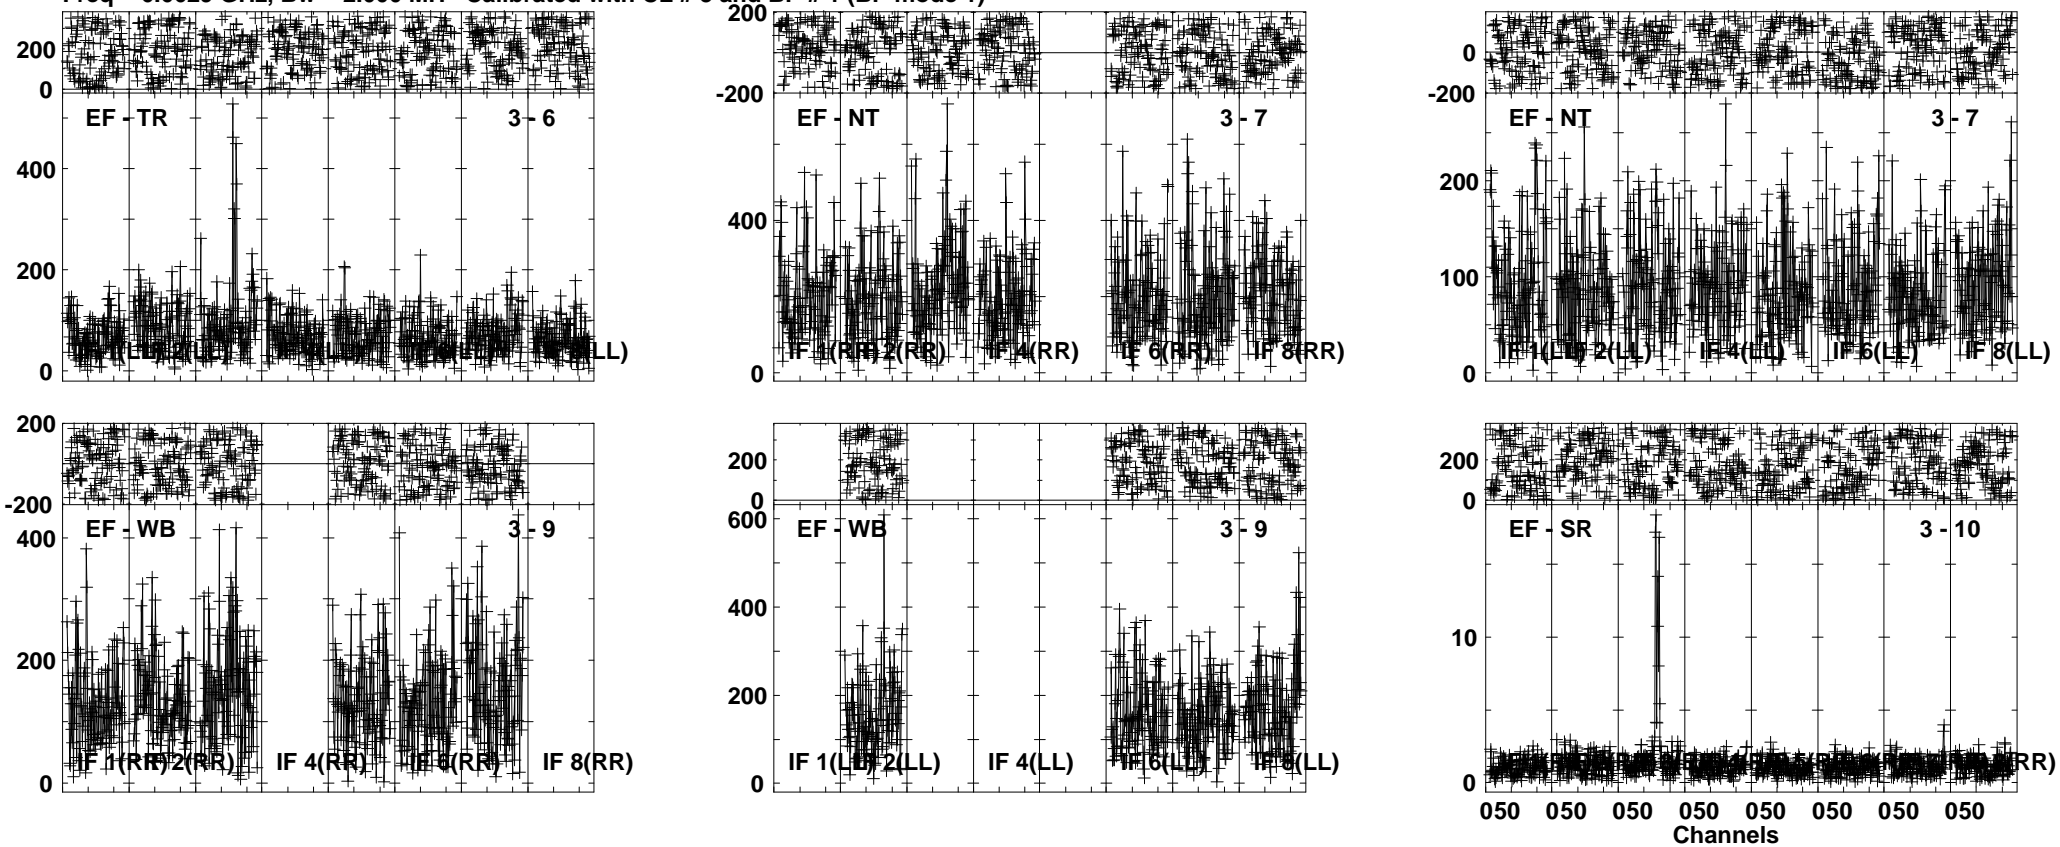 200
0
EF - TR
3 - 6
400
200
0
200
-200
EF - NT
3 - 7
400
0
IF 1(RR) 2(RR) IF 4(RR) IF 6(RR) IF 8(RR)
0
-200
EF - NT
3 - 7
200
100
0
IF 1(LL) 2(LL) IF 4(LL) IF 6(LL) IF 8(LL)
200
-200
EF - WB
3 - 9
400
200
0
IF 1(RR) 2(RR) IF 4(RR) IF 6(RR) IF 8(RR)
200
0
EF - WB
3 - 9
600
400
200
0
IF 1(LL) 2(LL) IF 4(LL) IF 6(LL) IF 8(LL)
200
0
EF - SR
3 - 10
10
0
050 050 050 050 050 050 050 050
Channels